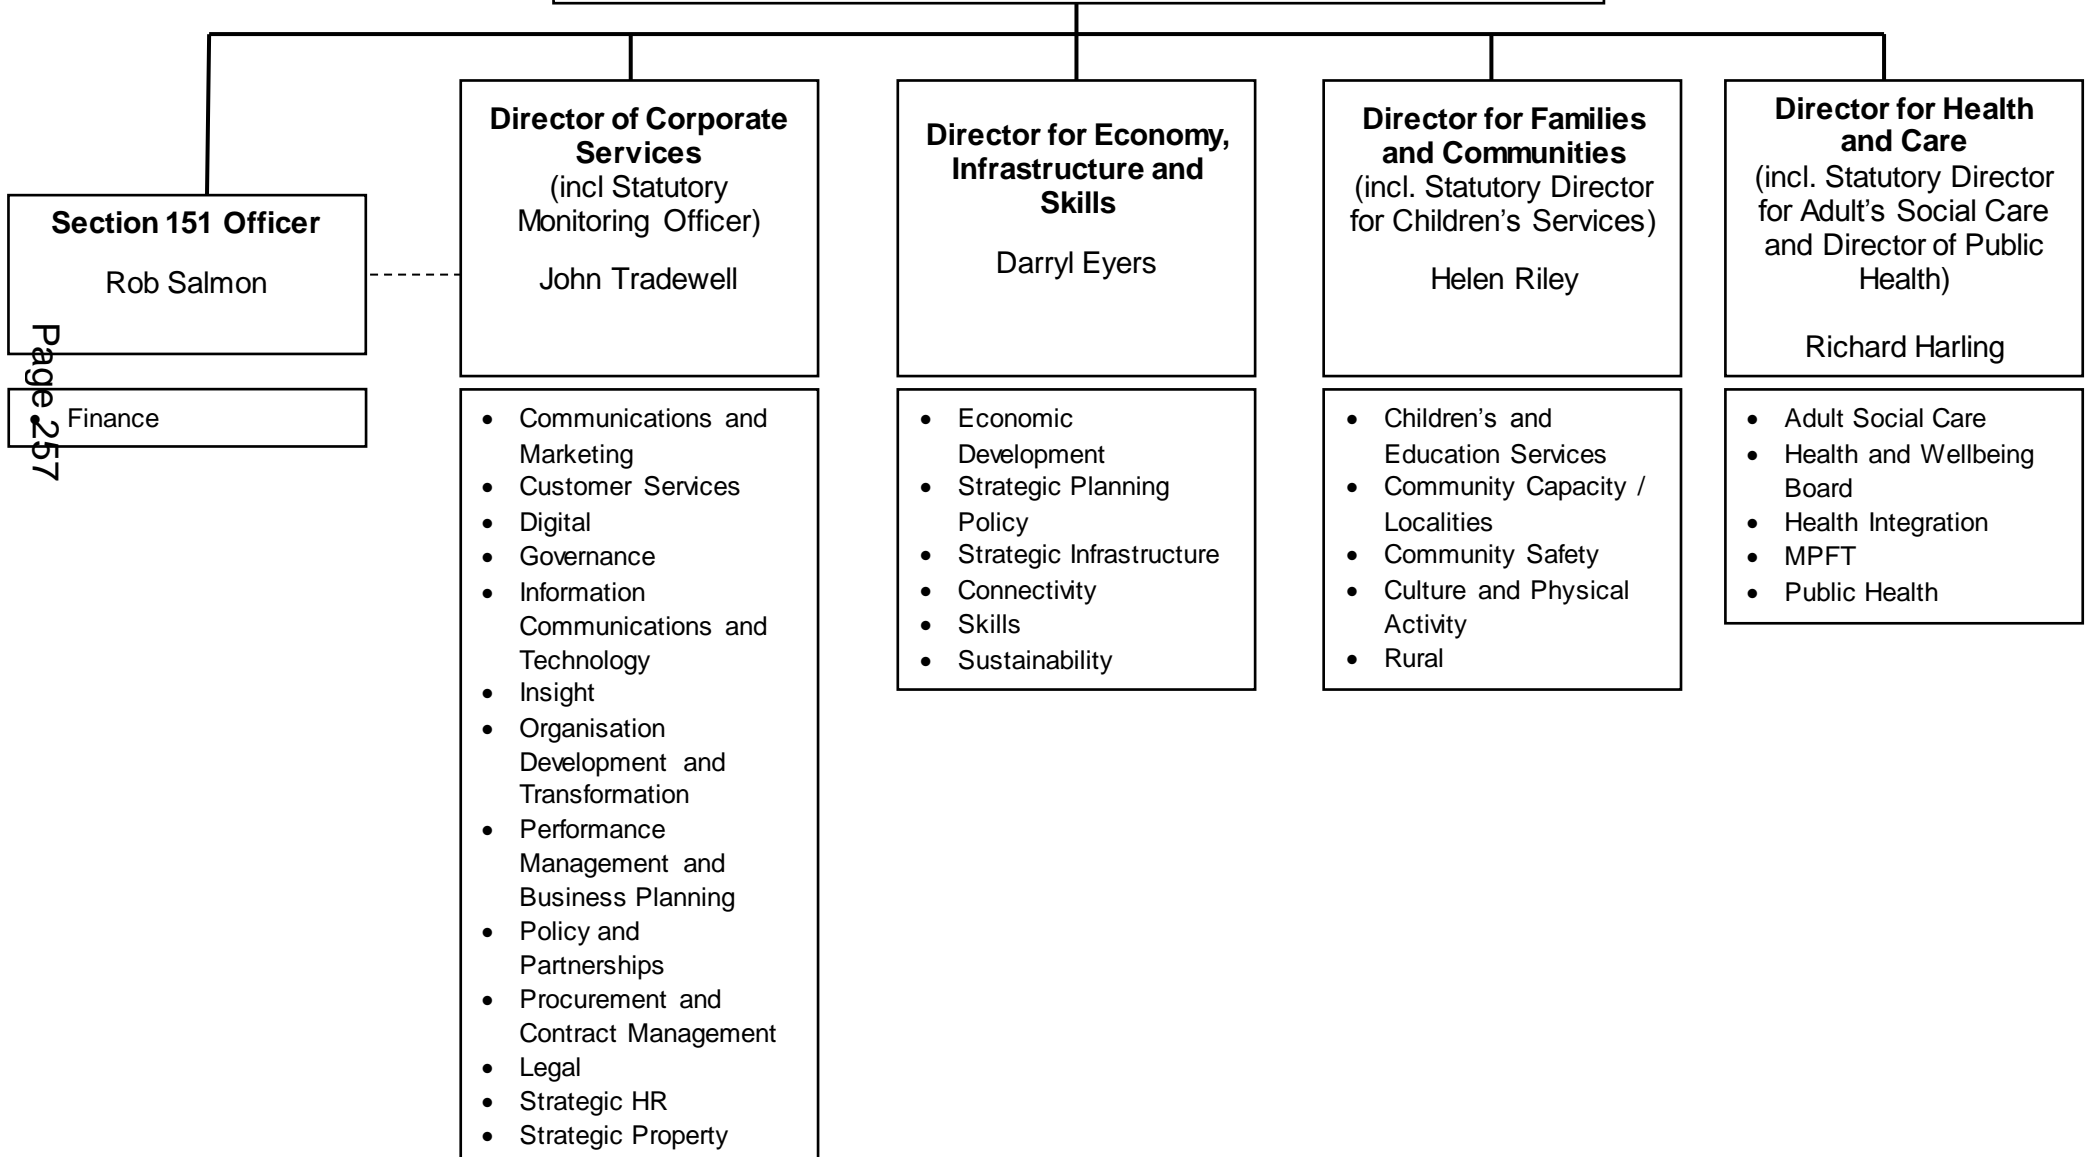 Section 151 Officer
Rob Salmon
Finance
Director of Corporate
Services
(incl Statutory
Monitoring Officer)
John Tradewell
Communications and
Marketing
Customer Services
Digital
Governance
Information
Communications and
Technology
Insight
Organisation
Development and
Transformation
Performance
Management and
Business Planning
Policy and
Partnerships
Procurement and
Contract Management
Legal
Strategic HR
Strategic Property
Director for Economy,
Infrastructure and
Skills
Darryl Eyers
Economic
Development
Strategic Planning
Policy
Strategic Infrastructure
Connectivity
Skills
Sustainability
Director for Families
and Communities
(incl. Statutory Director
for Children's Services)
Helen Riley
Children's and
Education Services
Community Capacity /
Localities
Community Safety
Culture and Physical
Activity
Rural
Director for Health
and Care
(incl. Statutory Director
for Adult's Social Care
and Director of Public
Health)
Richard Harling
Adult Social Care
Health and Wellbeing
Board
Health Integration
MPFT
Public Health
Page 257